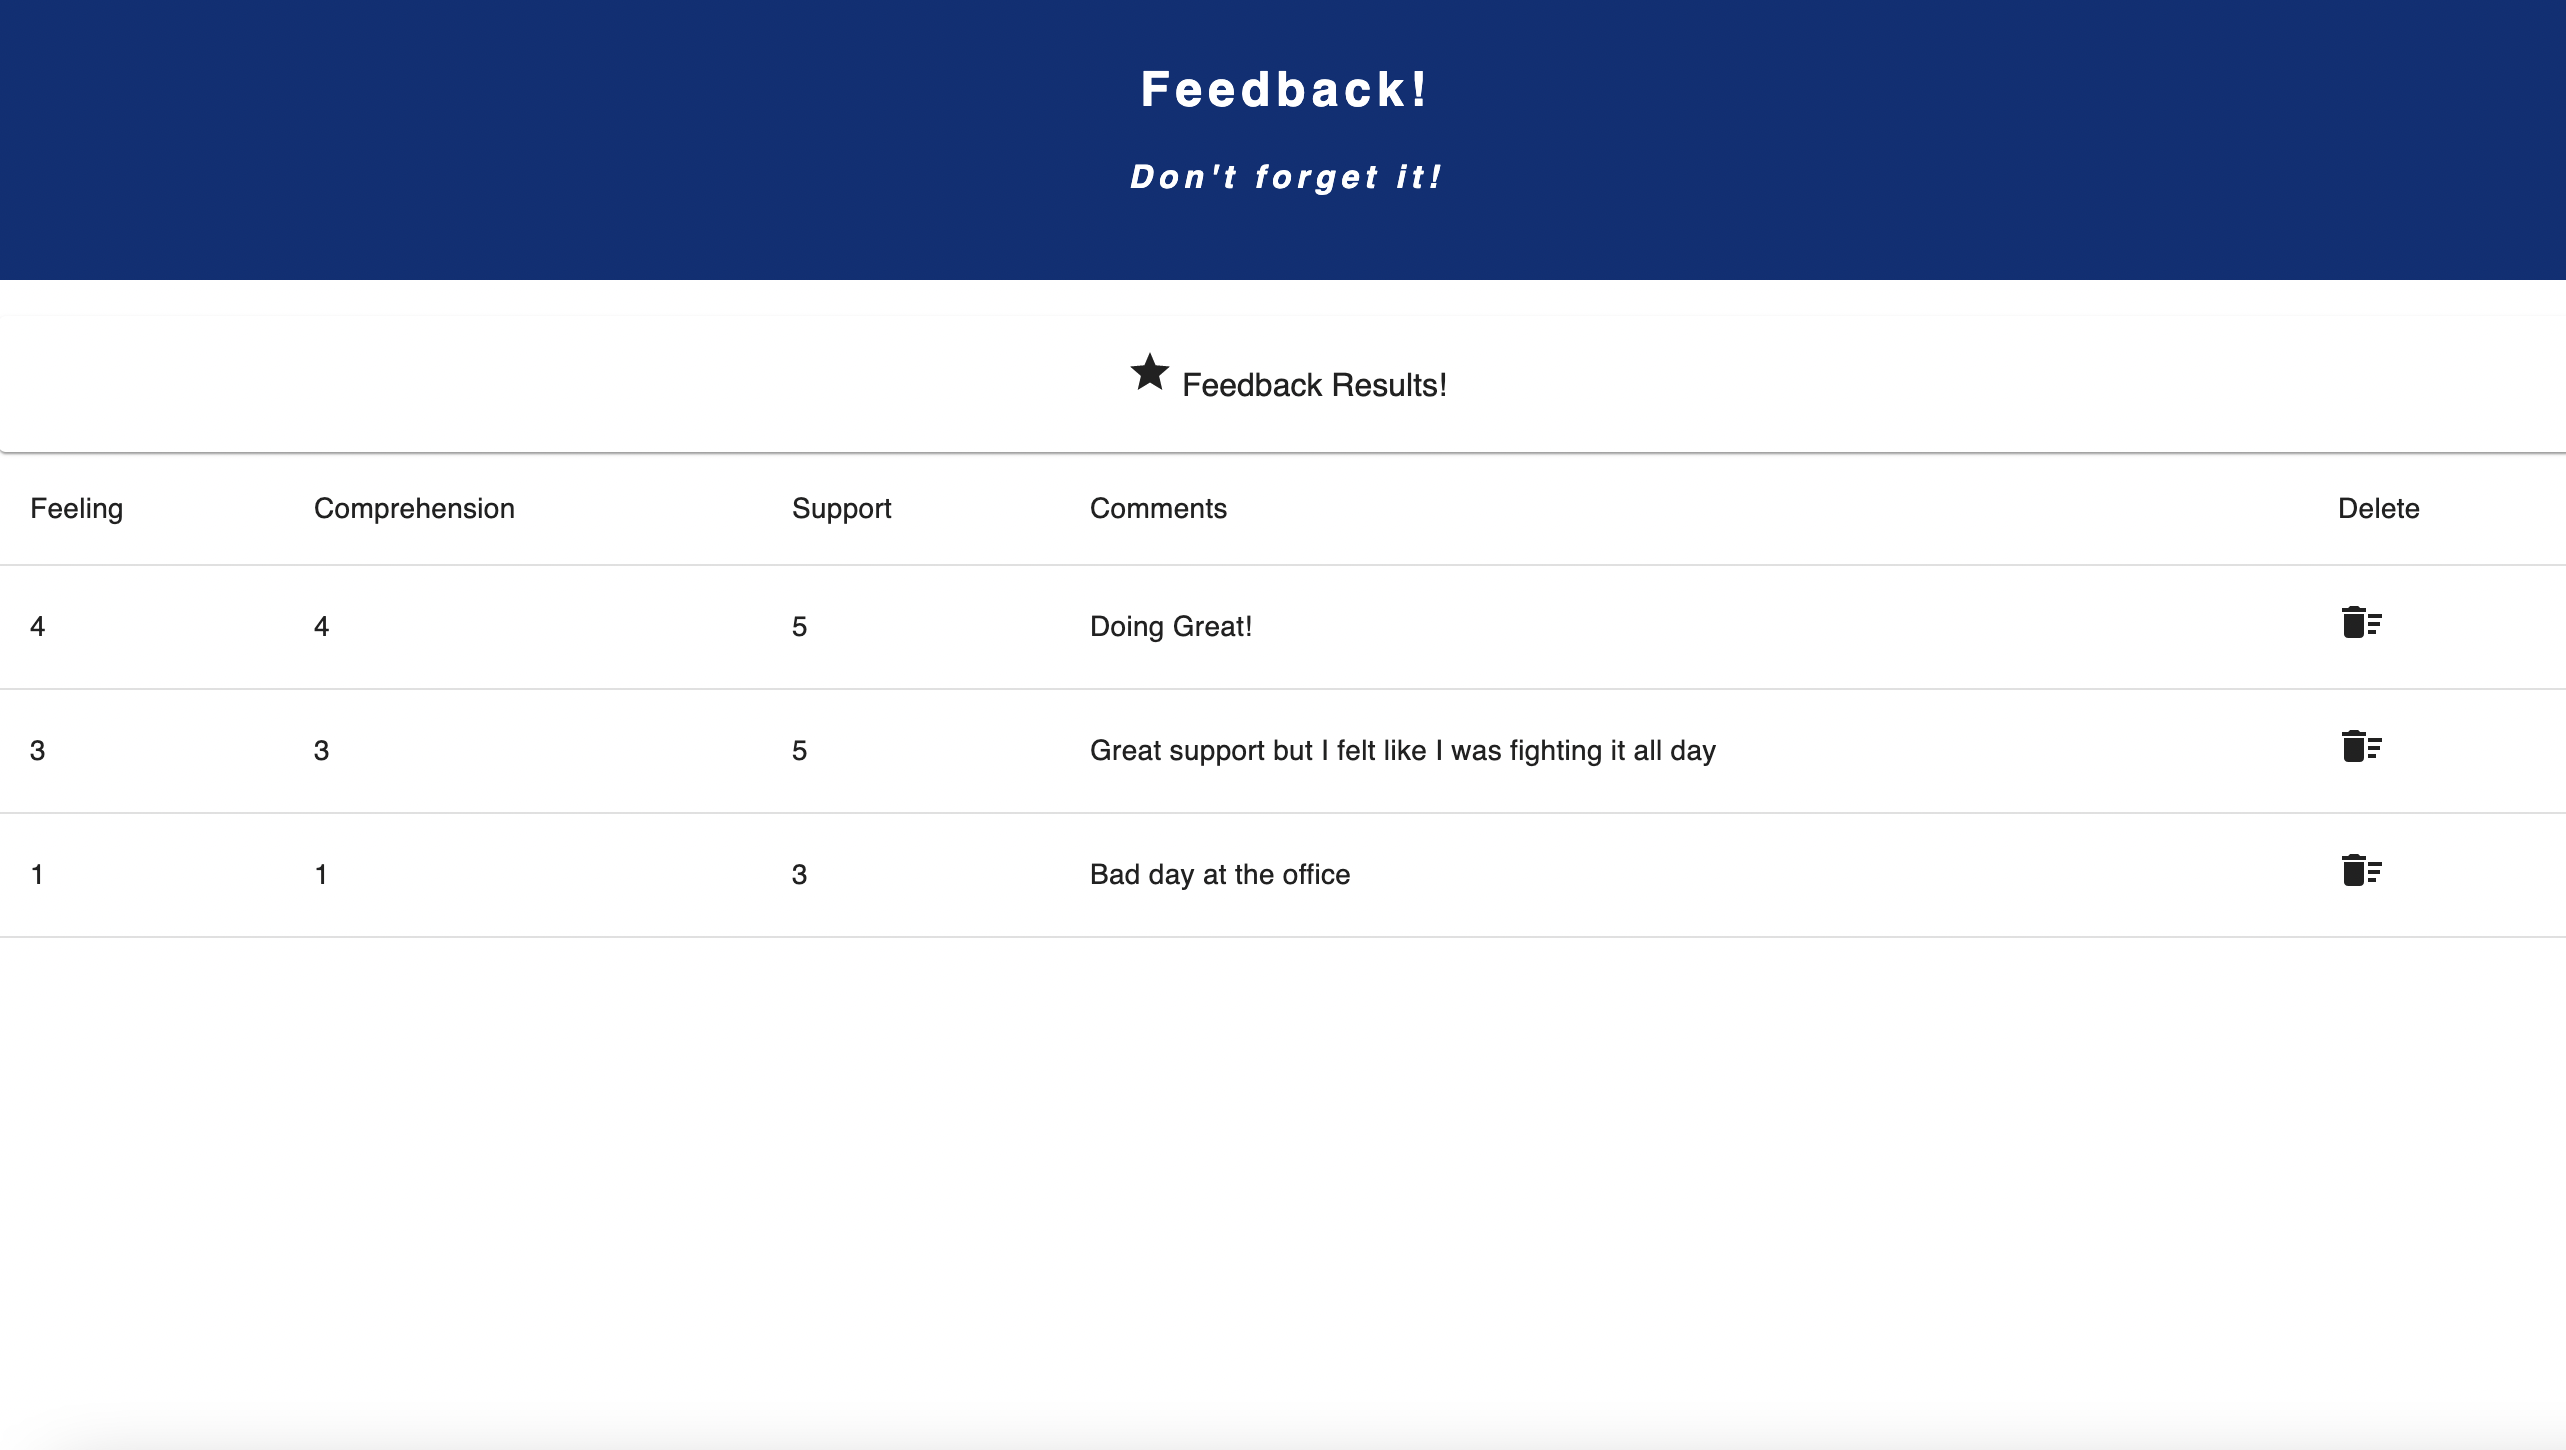 Feedback!
Don't forget it!
Feedback Results!
Feeling Comprehension Support Comments Delete
4 4 5 Doing Great!
3 3 5 Great support but I felt like I was fighting it all day
1 1 3 Bad day at the office